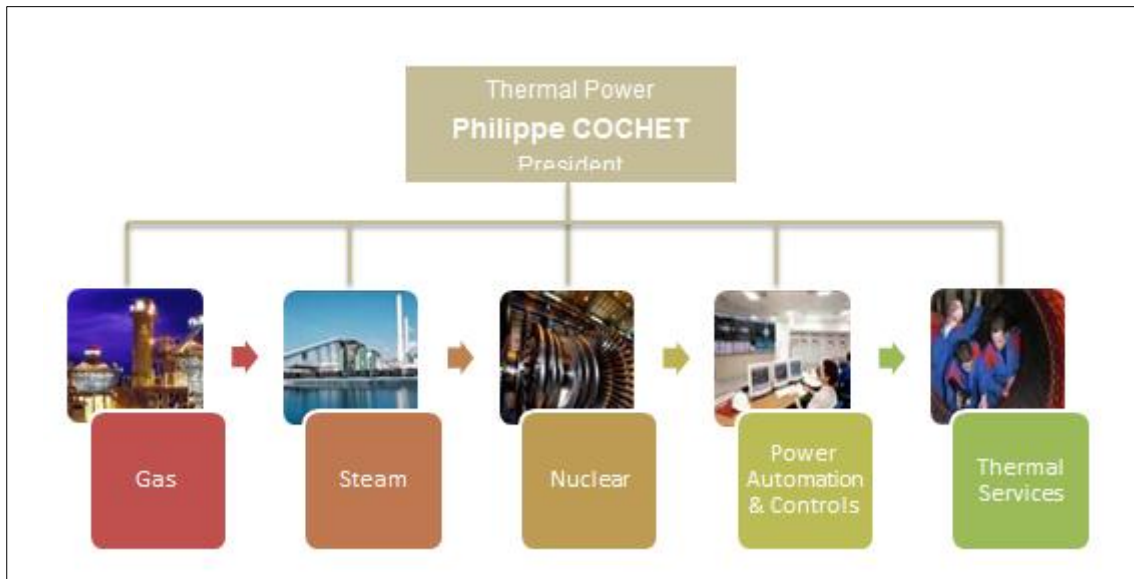 Thermal Power
Philippe COCHET
President
Gas
Steam
Nuclear
Power
Automation
& Controls
Thermal
Services